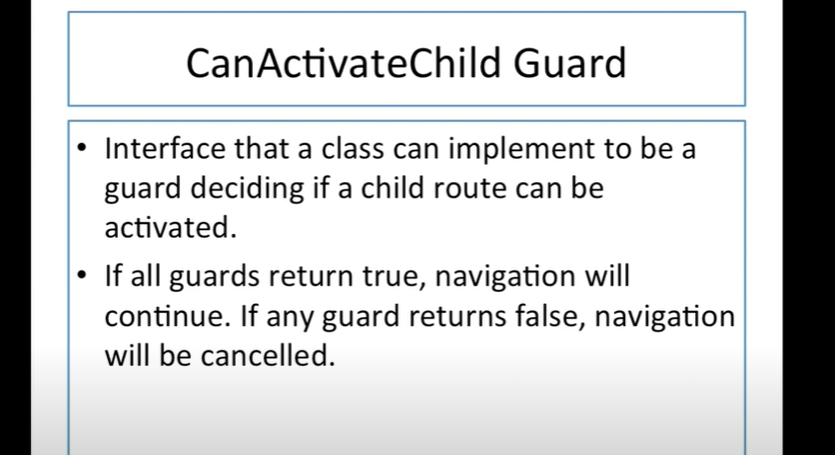 CanActivateChild Guard
• Interface that a class can implement to be a
guard deciding if a child route can be
activated.
• If all guards return true, navigation will
continue. If any guard returns false, navigation
will be cancelled.